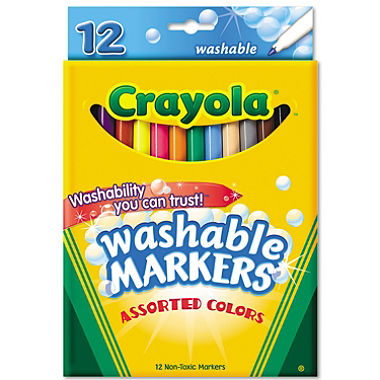 12
washable
Crayola
Washability
you can trust!
washable
MARKERS
ASSORTED COLORS
12 Non-Toxic Markers
®